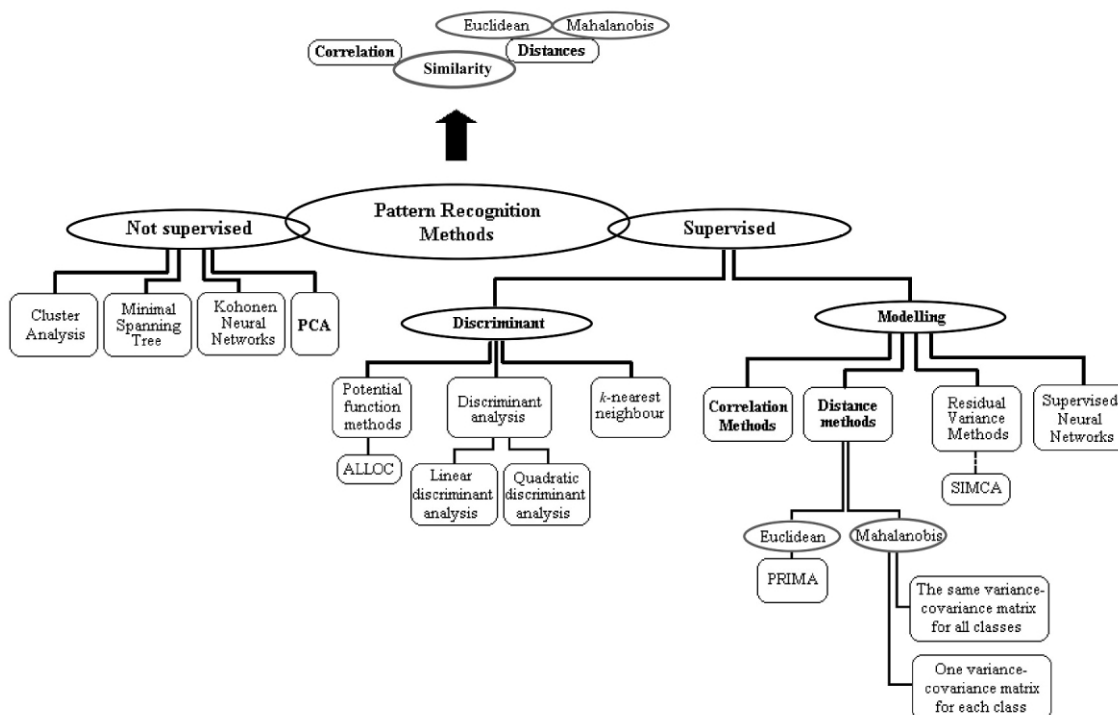 Euclidean
Mahalanobis
Correlation
Distances
Similarity
Pattern Recognition
Methods
Not supervised
Supervised
Cluster
Analysis
Minimal
Spanning
Tree
Kohonen
Neural
Networks
PCA
Discriminant
Modelling
Potential
function
methods
Discriminant
analysis
k-nearest
neighbour
Correlation
Methods
Distance
methods
Residual
Variance
Methods
Supervised
Neural
Networks
ALLOC
Linear
discriminant
analysis
Quadratic
discriminant
analysis
SIMCA
Euclidean
Mahalanobis
PRIMA
The same variance-
covariance matrix
for all classes
One variance-
covariance matrix
for each class